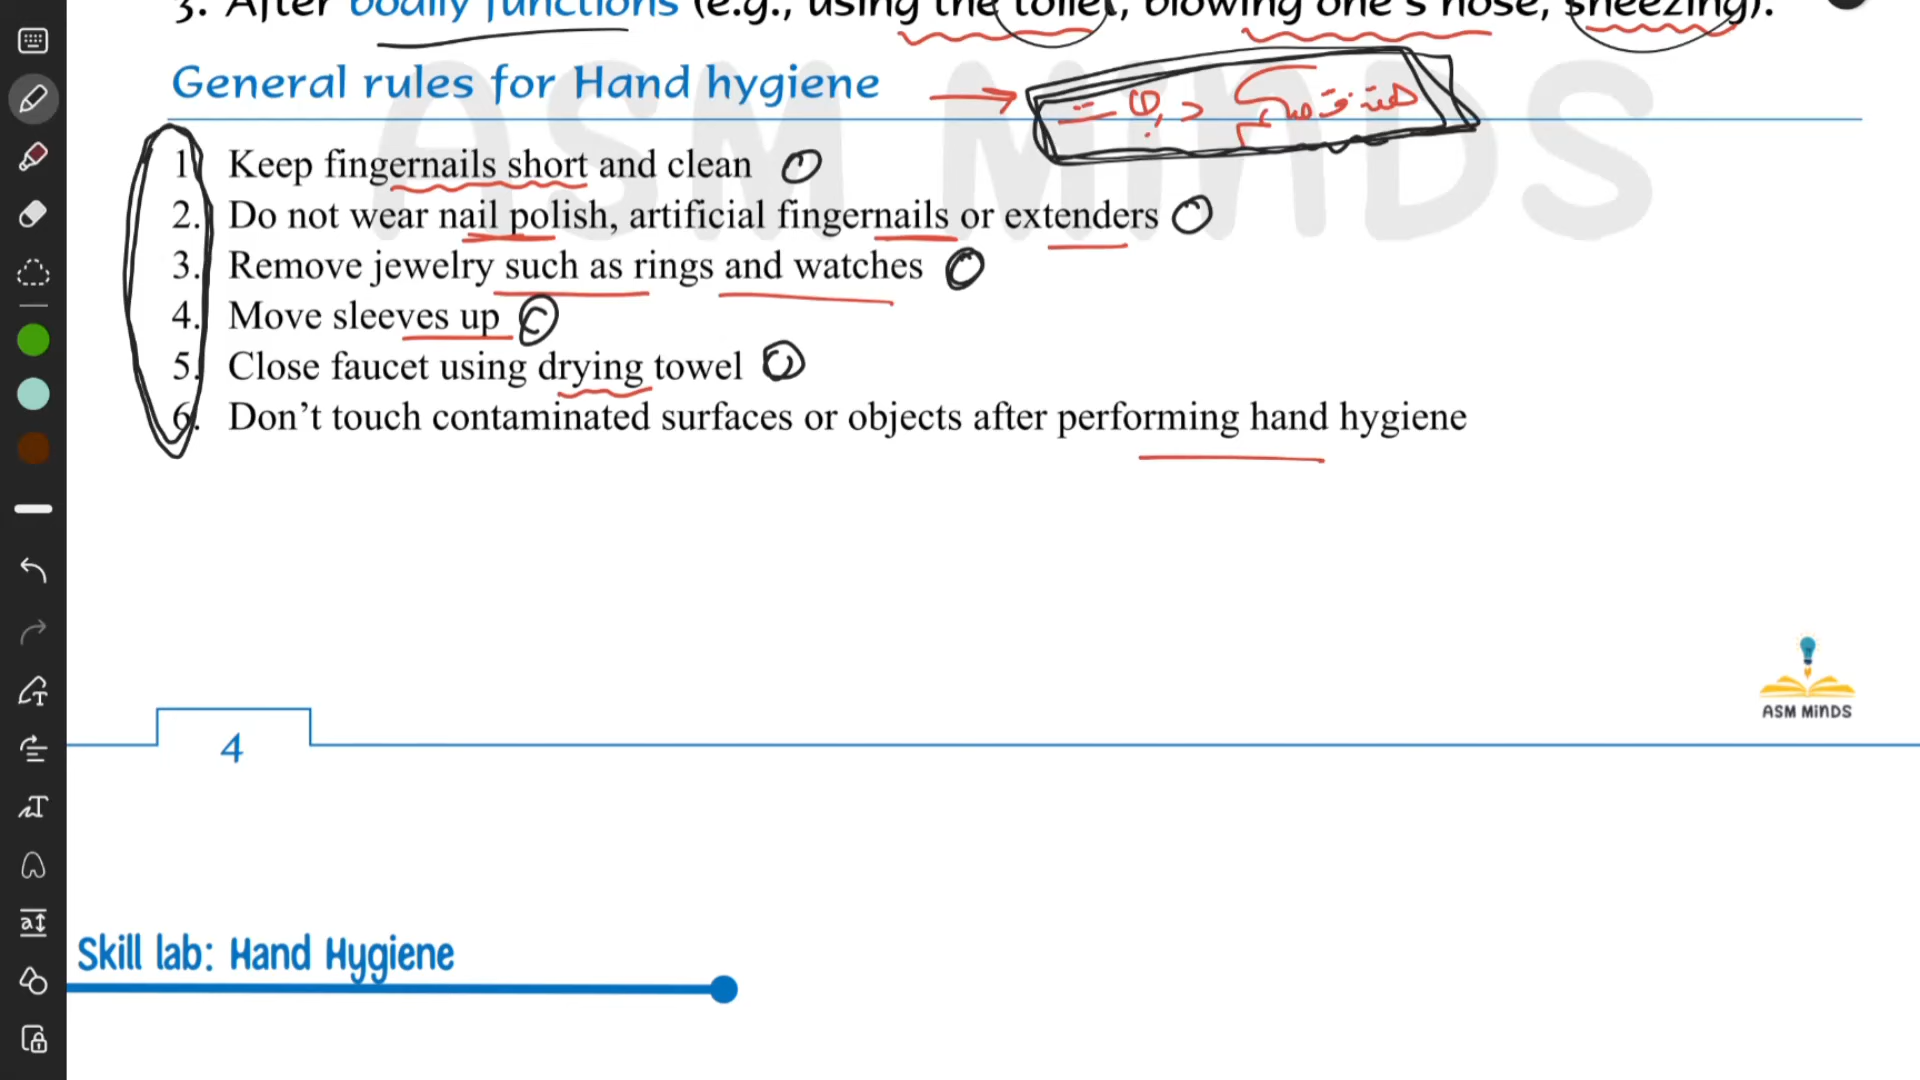 3. After bodily functions (e.g., using the toilet, blowing one's nose, sneezing).
General rules for Hand hygiene
1. Keep fingernails short and clean
2. Do not wear nail polish, artificial fingernails or extenders
3. Remove jewelry such as rings and watches
4. Move sleeves up
5. Close faucet using drying towel
6. Don't touch contaminated surfaces or objects after performing hand hygiene
ASM MINDS
ASM MINDS
4
Skill lab: Hand Hygiene